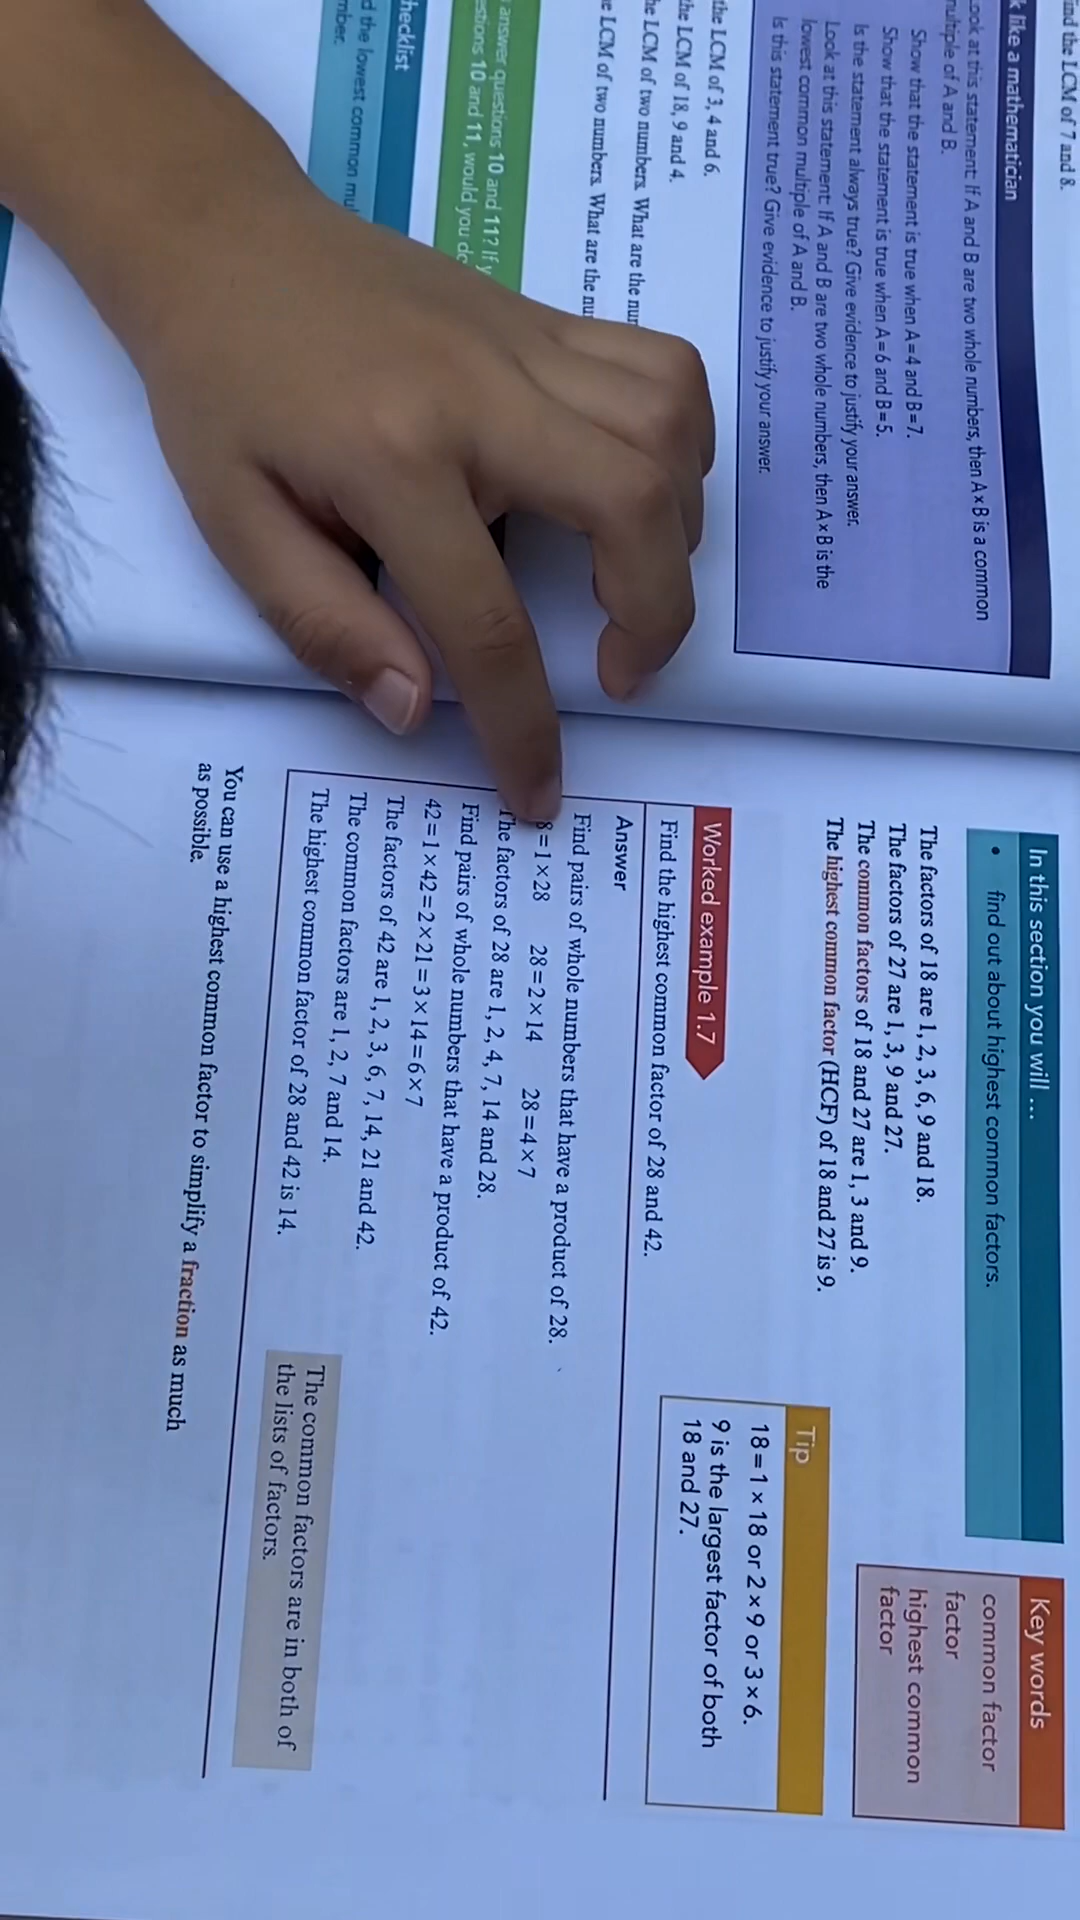 ind the LCM of 7 and 8.
k like a mathematician
ook at this statement: If A and B are two whole numbers, then A × B is a common
multiple of A and B.
Show that the statement is true when A = 4 and B = 7.
Show that the statement is true when A = 6 and B = 5.
Is the statement always true? Give evidence to justify your answer.
Look at this statement: If A and B are two whole numbers, then A × B is the
lowest common multiple of A and B.
Is this statement true? Give evidence to justify your answer.
the LCM of 3, 4 and 6.
the LCM of 18, 9 and 4.
he LCM of two numbers. What are the nu
e LCM of two numbers. What are the nu
answer questions 10 and 11? If y
estions 10 and 11, would you do
hecklist
d the lowest common mul
mber.
In this section you will …
• find out about highest common factors.
Key words
common factor
factor
highest common
factor
The factors of 18 are 1, 2, 3, 6, 9 and 18.
The factors of 27 are 1, 3, 9 and 27.
The common factors of 18 and 27 are 1, 3 and 9.
The highest common factor (HCF) of 18 and 27 is 9.
Tip
18 = 1 × 18 or 2 × 9 or 3 × 6.
9 is the largest factor of both
18 and 27.
Worked example 1.7
Find the highest common factor of 28 and 42.
Answer
Find pairs of whole numbers that have a product of 28.
8 = 1 × 28 28 = 2 × 14 28 = 4 × 7
The factors of 28 are 1, 2, 4, 7, 14 and 28.
Find pairs of whole numbers that have a product of 42.
42 = 1 × 42 = 2 × 21 = 3 × 14 = 6 × 7
The factors of 42 are 1, 2, 3, 6, 7, 14, 21 and 42.
The common factors are 1, 2, 7 and 14.
The highest common factor of 28 and 42 is 14.
The common factors are in both of
the lists of factors.
You can use a highest common factor to simplify a fraction as much
as possible.